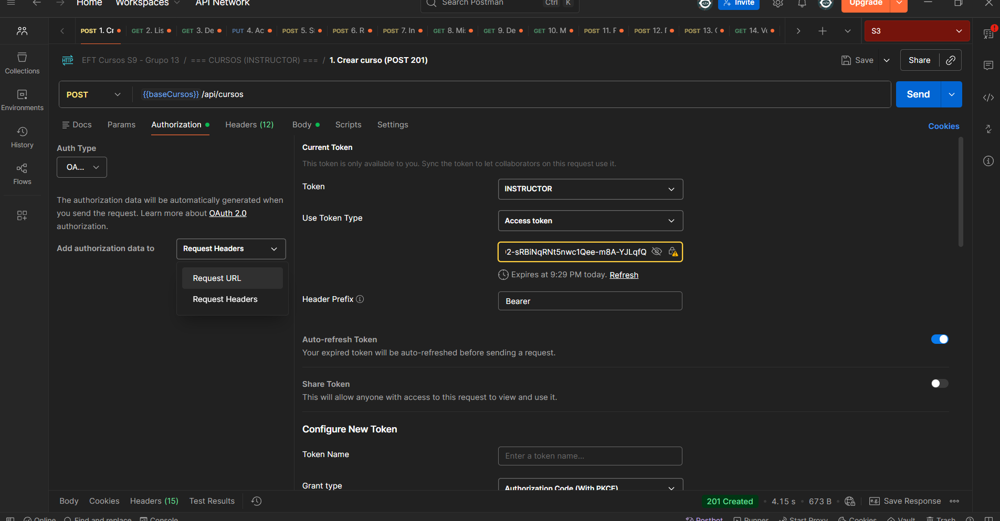 Home Workspaces API Network Search Postman Ctrl K Invite Upgrade
POST 1. Cr GET 2. Lis GET 3. De PUT 4. Ac POST 5. S POST 6. R POST 7. In GET 8. Mi GET 9. De GET 10. M POST 11. F POST 12. F POST 13. GET 14. V S3
EFT Cursos S9 - Grupo 13 / === CURSOS (INSTRUCTOR) === / 1. Crear curso (POST 201) Save Share
Collections
POST {{baseCursos}} /api/cursos Send
Environments
Docs Params Authorization Headers (12) Body Scripts Settings Cookies
History
Flows
Auth Type
OA...
The authorization data will be automatically generated when
you send the request. Learn more about OAuth 2.0
authorization.
Add authorization data to Request Headers
Request URL
Request Headers
Current Token
This token is only available to you. Sync the token to let collaborators on this request use it.
Token INSTRUCTOR
Use Token Type Access token
2-sRBiNqRNt5nwc1Qee-m8A-YJLqfQ
Expires at 9:29 PM today. Refresh
Header Prefix Bearer
Auto-refresh Token
Your expired token will be auto-refreshed before sending a request.
Share Token
This will allow anyone with access to this request to view and use it.
Configure New Token
Token Name Enter a token name...
Grant type Authorization Code (With PKCE)
Body Cookies Headers (15) Test Results 201 Created • 4.15 s • 673 B e.g. Save Response
Online Find and replace Console Postbot Runner Start Proxy Cookies Vault Trash